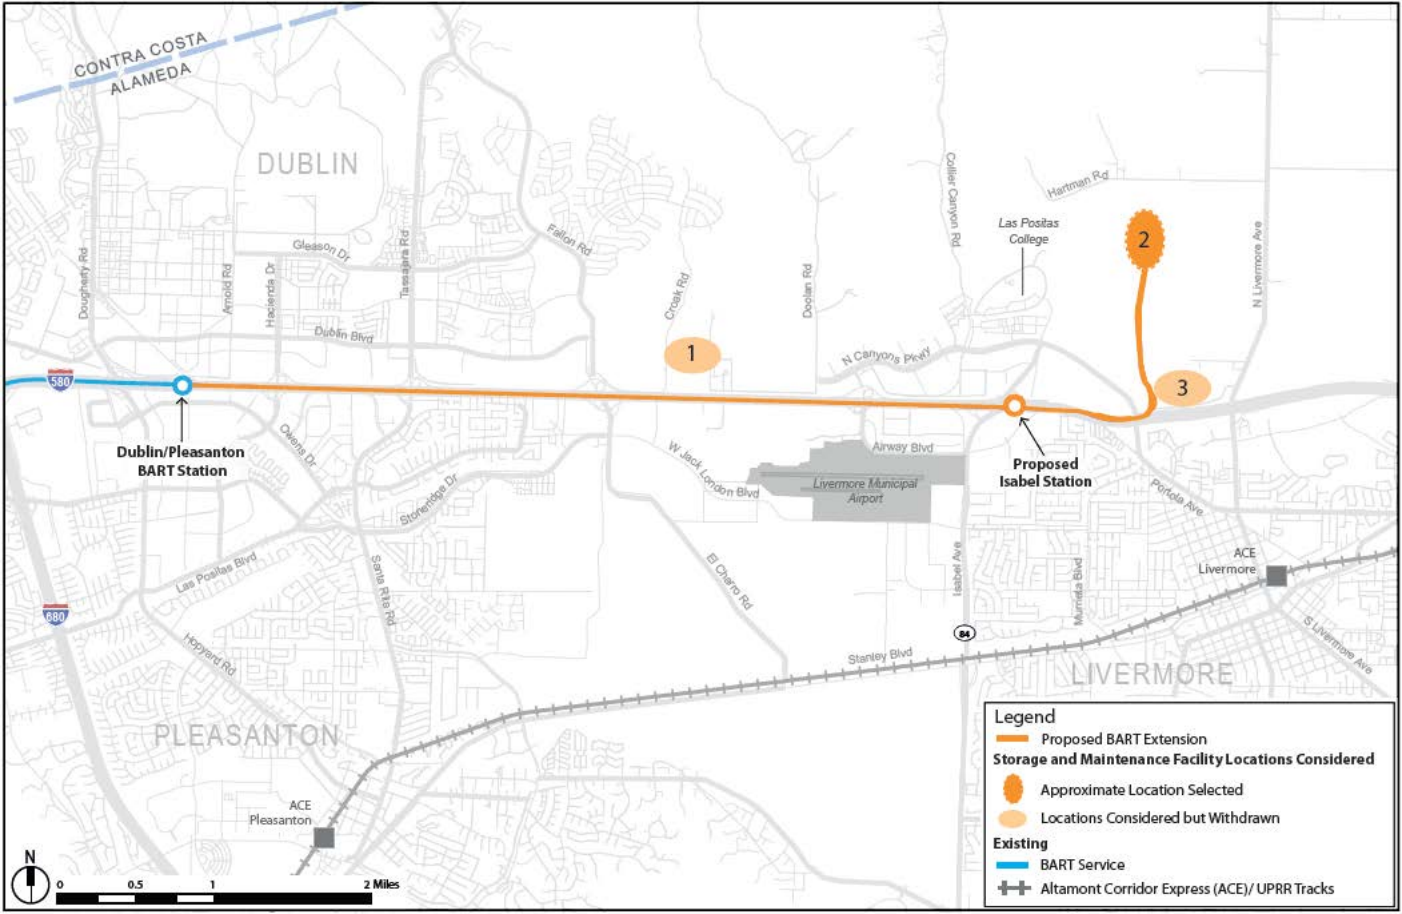 CONTRA COSTA
ALAMEDA
DUBLIN
Collier Canyon Rd
Hartman Rd
Las Positas
College
2
Dougherty Rd
Arnold Rd
Hacienda Dr
Gleason Dr
Tassajara Rd
Fallon Rd
Croak Rd
Doolan Rd
N Livermore Ave
Dublin Blvd
1
N Canyons Pkwy
580
3
Dublin/Pleasanton
BART Station
Owens Dr
W Jack London Blvd
Airway Blvd
Livermore Municipal
Airport
Proposed
Isabel Station
Stoneridge Dr
Portola Ave
Las Positas Blvd
Santa Rita Rd
El Charro Rd
Isabel Ave
Murrieta Blvd
ACE
Livermore
680
Hopyard Rd
84
Stanley Blvd
S Livermore Ave
LIVERMORE
PLEASANTON
ACE
Pleasanton
N
0 0.5 1 2 Miles
Legend
Proposed BART Extension
Storage and Maintenance Facility Locations Considered
Approximate Location Selected
Locations Considered but Withdrawn
Existing
BART Service
Altamont Corridor Express (ACE)/ UPRR Tracks